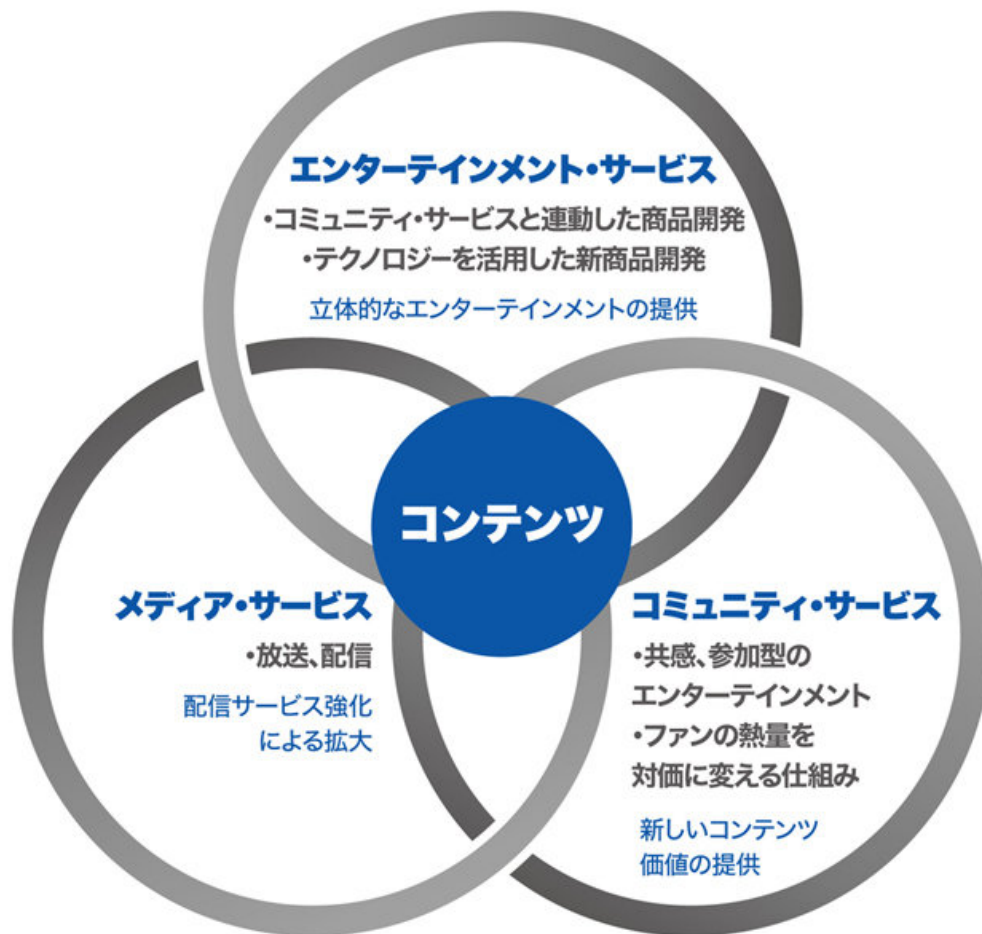 エンターテインメント・サービス
・コミュニティ・サービスと連動した商品開発
・テクノロジーを活用した新商品開発
立体的なエンターテインメントの提供
コンテンツ
メディア・サービス
・放送、配信
配信サービス強化
による拡大
コミュニティ・サービス
・共感、参加型の
エンターテインメント
・ファンの熱量を
対価に変える仕組み
新しいコンテンツ
価値の提供